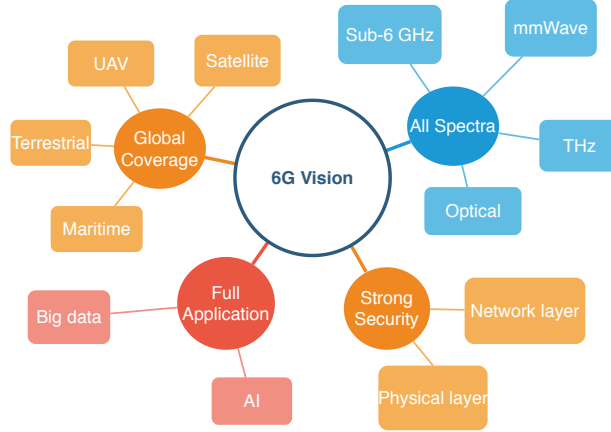 Sub-6 GHz
mmWave
UAV
Satellite
Terrestrial
Global
Coverage
All Spectra
THz
6G Vision
Maritime
Optical
Big data
Full
Application
Strong
Security
Network layer
AI
Physical layer